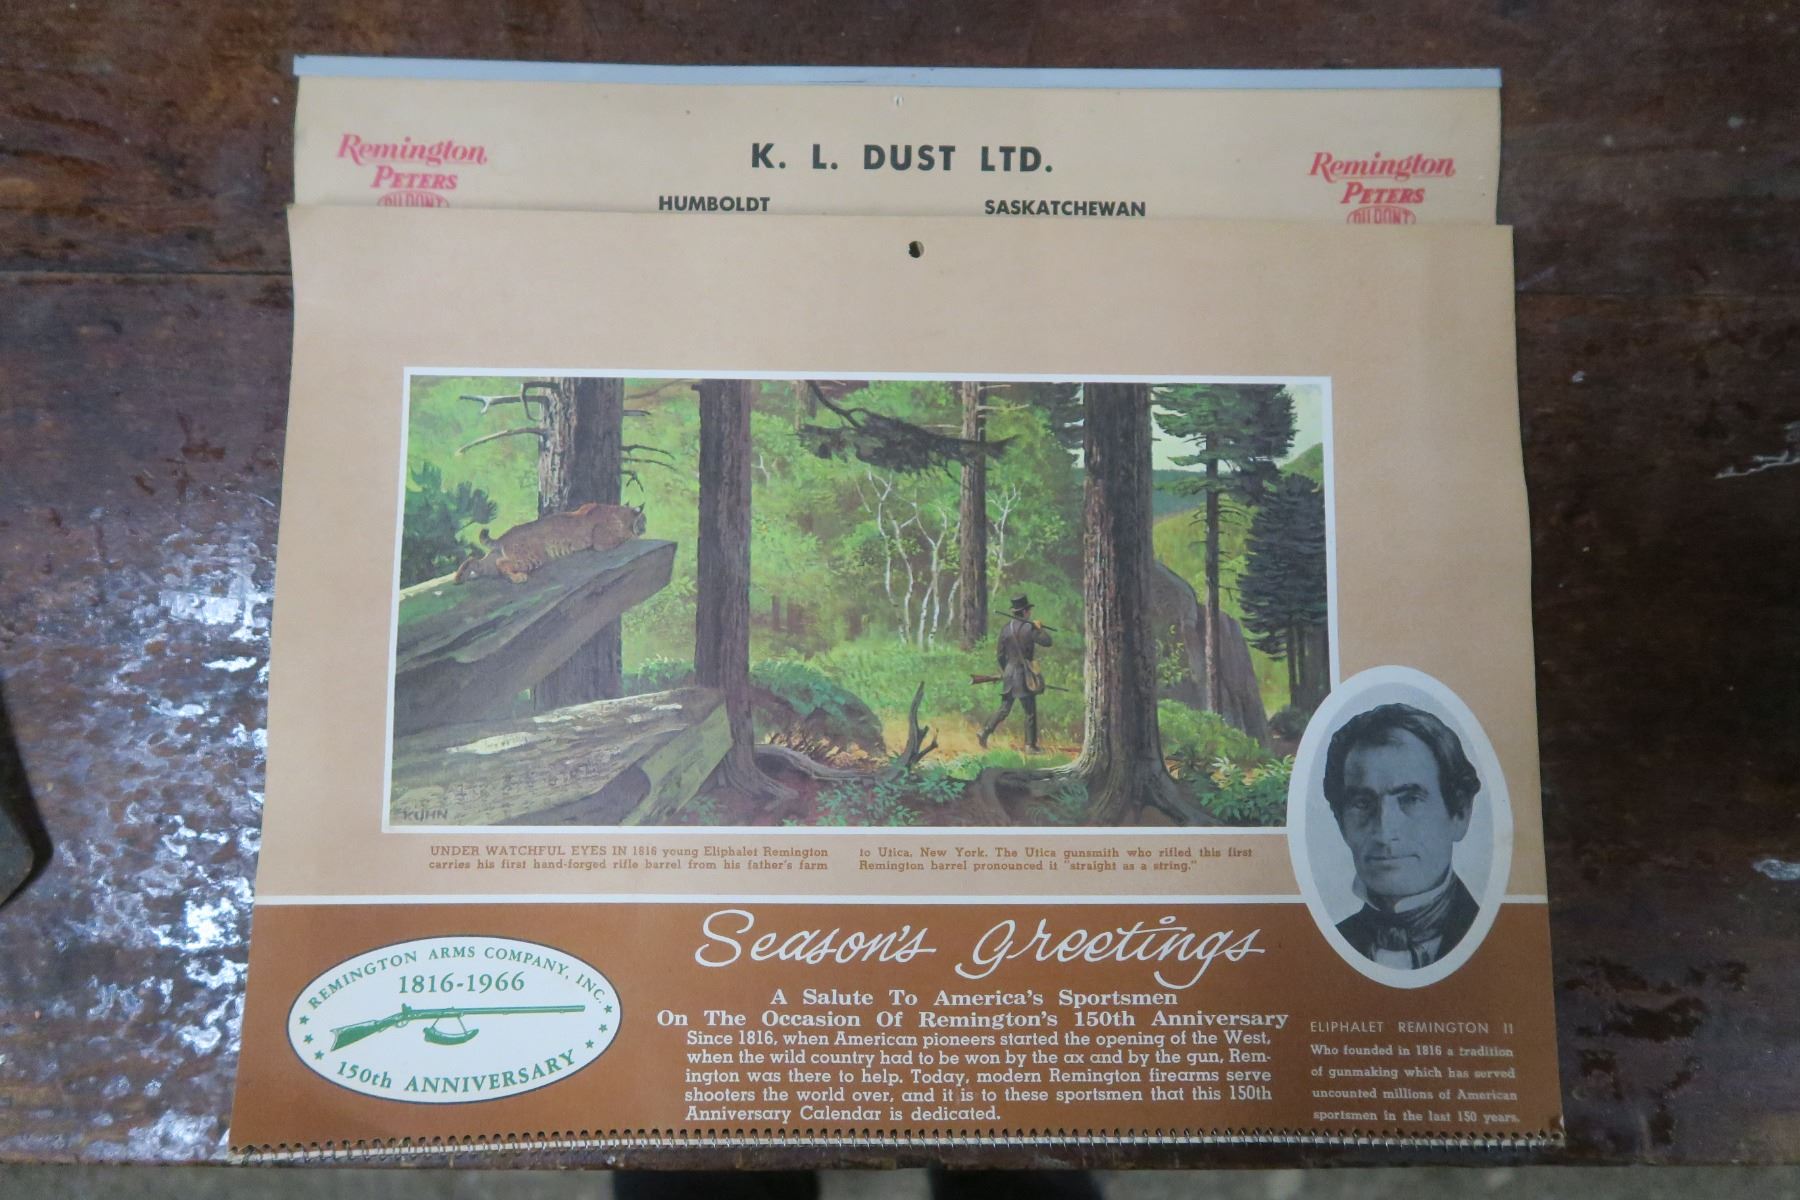 Remington
PETERS
DU PONT
K. L. DUST LTD.
HUMBOLDT SASKATCHEWAN
Remington
PETERS
DU PONT
KUHN
UNDER WATCHFUL EYES IN 1816 young Eliphalet Remington
carries his first hand-forged rifle barrel from his father's farm
to Utica, New York. The Utica gunsmith who rifled this first
Remington barrel pronounced it "straight as a string."
REMINGTON ARMS COMPANY, INC.
1816-1966
150th ANNIVERSARY
Season's Greetings
A Salute To America's Sportsmen
On The Occasion Of Remington's 150th Anniversary
Since 1816, when American pioneers started the opening of the West,
when the wild country had to be won by the ax and by the gun, Rem-
ington was there to help. Today, modern Remington firearms serve
shooters the world over, and it is to these sportsmen that this 150th
Anniversary Calendar is dedicated.
ELIPHALET REMINGTON II
Who founded in 1816 a tradition
of gunmaking which has served
uncounted millions of American
sportsmen in the last 150 years.